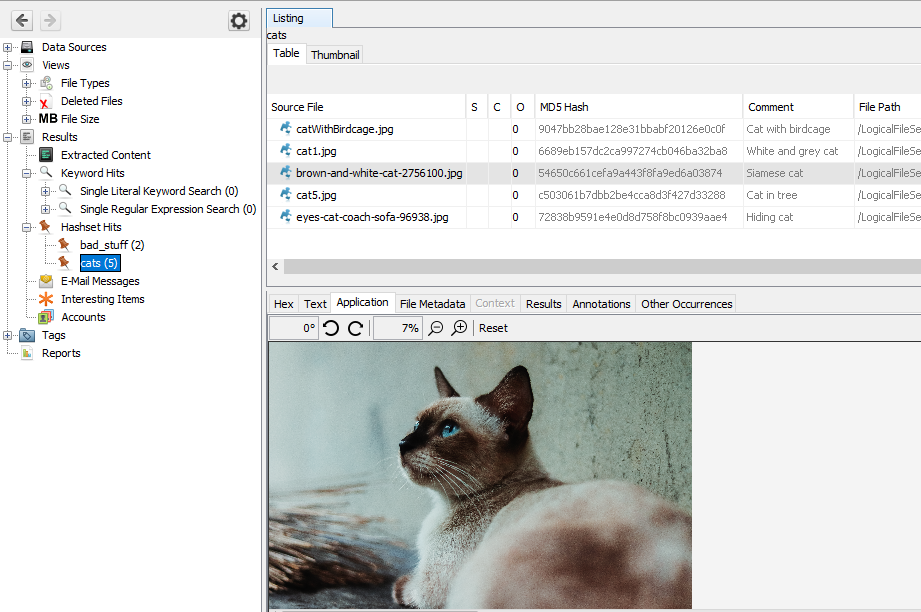 Data Sources
Views
File Types
Deleted Files
MB File Size
Results
Extracted Content
Keyword Hits
Single Literal Keyword Search (0)
Single Regular Expression Search (0)
Hashset Hits
bad_stuff (2)
cats (5)
E-Mail Messages
Interesting Items
Accounts
Tags
Reports
Listing
cats
Table Thumbnail
Source File S C O MD5 Hash Comment File Path
catWithBirdcage.jpg 0 9047bb28bae128e31bbabf20126e0c0f Cat with birdcage /LogicalFileSe
cat1.jpg 0 6689eb157dc2ca997274cb046ba32ba8 White and grey cat /LogicalFileSe
brown-and-white-cat-2756100.jpg 0 54650c661cefa9a443f8fa9ed6a03874 Siamese cat /LogicalFileSe
cat5.jpg 0 c503061b7dbb2be4cca8d3f427d33288 Cat in tree /LogicalFileSe
eyes-cat-coach-sofa-96938.jpg 0 72838b9591e4e0d8d758f8bc0939aae4 Hiding cat /LogicalFileSe
Hex Text Application File Metadata Context Results Annotations Other Occurrences
0° 7% Reset